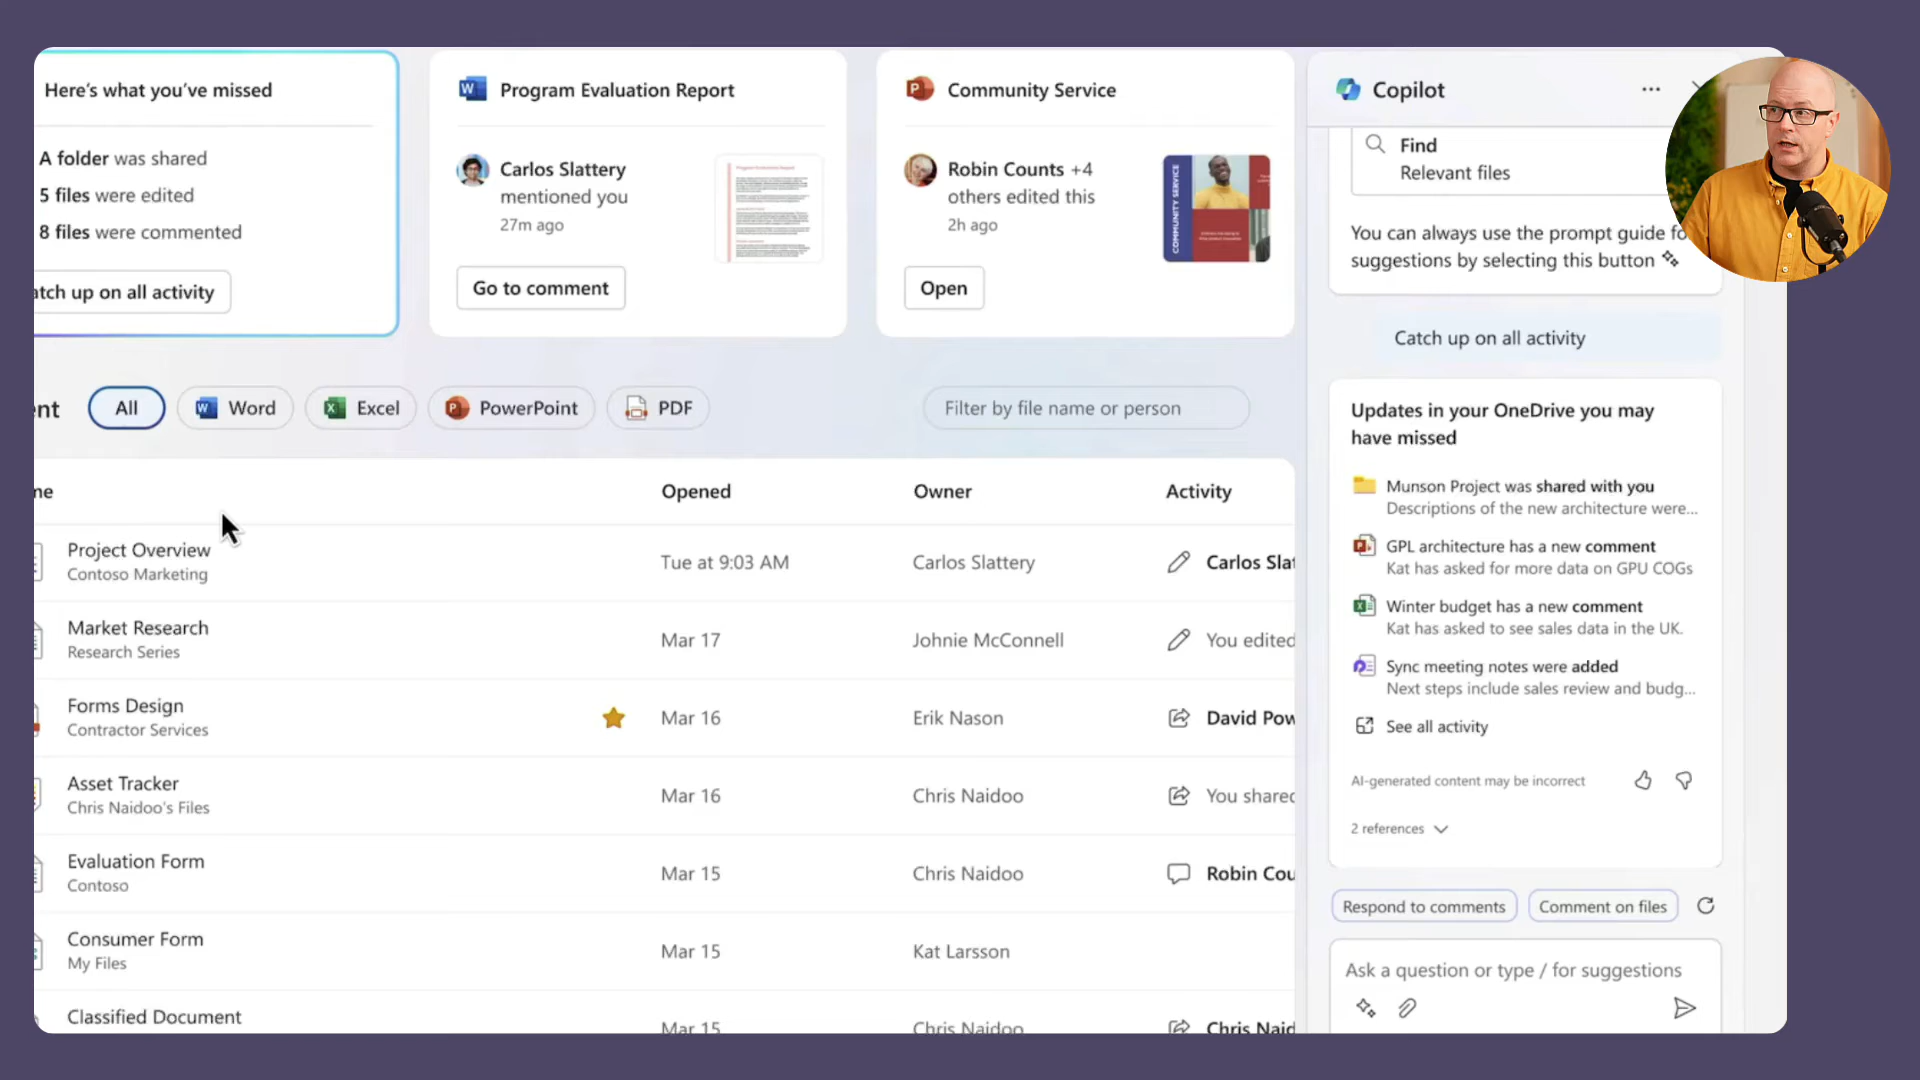 Here's what you've missed
A folder was shared
5 files were edited
8 files were commented
atch up on all activity
Program Evaluation Report
Carlos Slattery
mentioned you
27m ago
Go to comment
Community Service
Robin Counts +4
others edited this
2h ago
COMMUNITY SERVICE
Open
ent
All
Word
Excel
PowerPoint
PDF
Filter by file name or person
me
Opened
Owner
Activity
Project Overview
Contoso Marketing
Tue at 9:03 AM
Carlos Slattery
Carlos Slat
Market Research
Research Series
Mar 17
Johnie McConnell
You edited
Forms Design
Contractor Services
Mar 16
Erik Nason
David Pow
Asset Tracker
Chris Naidoo's Files
Mar 16
Chris Naidoo
You shared
Evaluation Form
Contoso
Mar 15
Chris Naidoo
Robin Cou
Consumer Form
My Files
Mar 15
Kat Larsson
Classified Document
Mar 15
Chris Naidoo
Chris Naid
Copilot
Find
Relevant files
You can always use the prompt guide fo
suggestions by selecting this button
Catch up on all activity
Updates in your OneDrive you may
have missed
Munson Project was shared with you
Descriptions of the new architecture were...
GPL architecture has a new comment
Kat has asked for more data on GPU COGs
Winter budget has a new comment
Kat has asked to see sales data in the UK.
Sync meeting notes were added
Next steps include sales review and budg...
See all activity
AI-generated content may be incorrect
2 references
Respond to comments
Comment on files
Ask a question or type / for suggestions